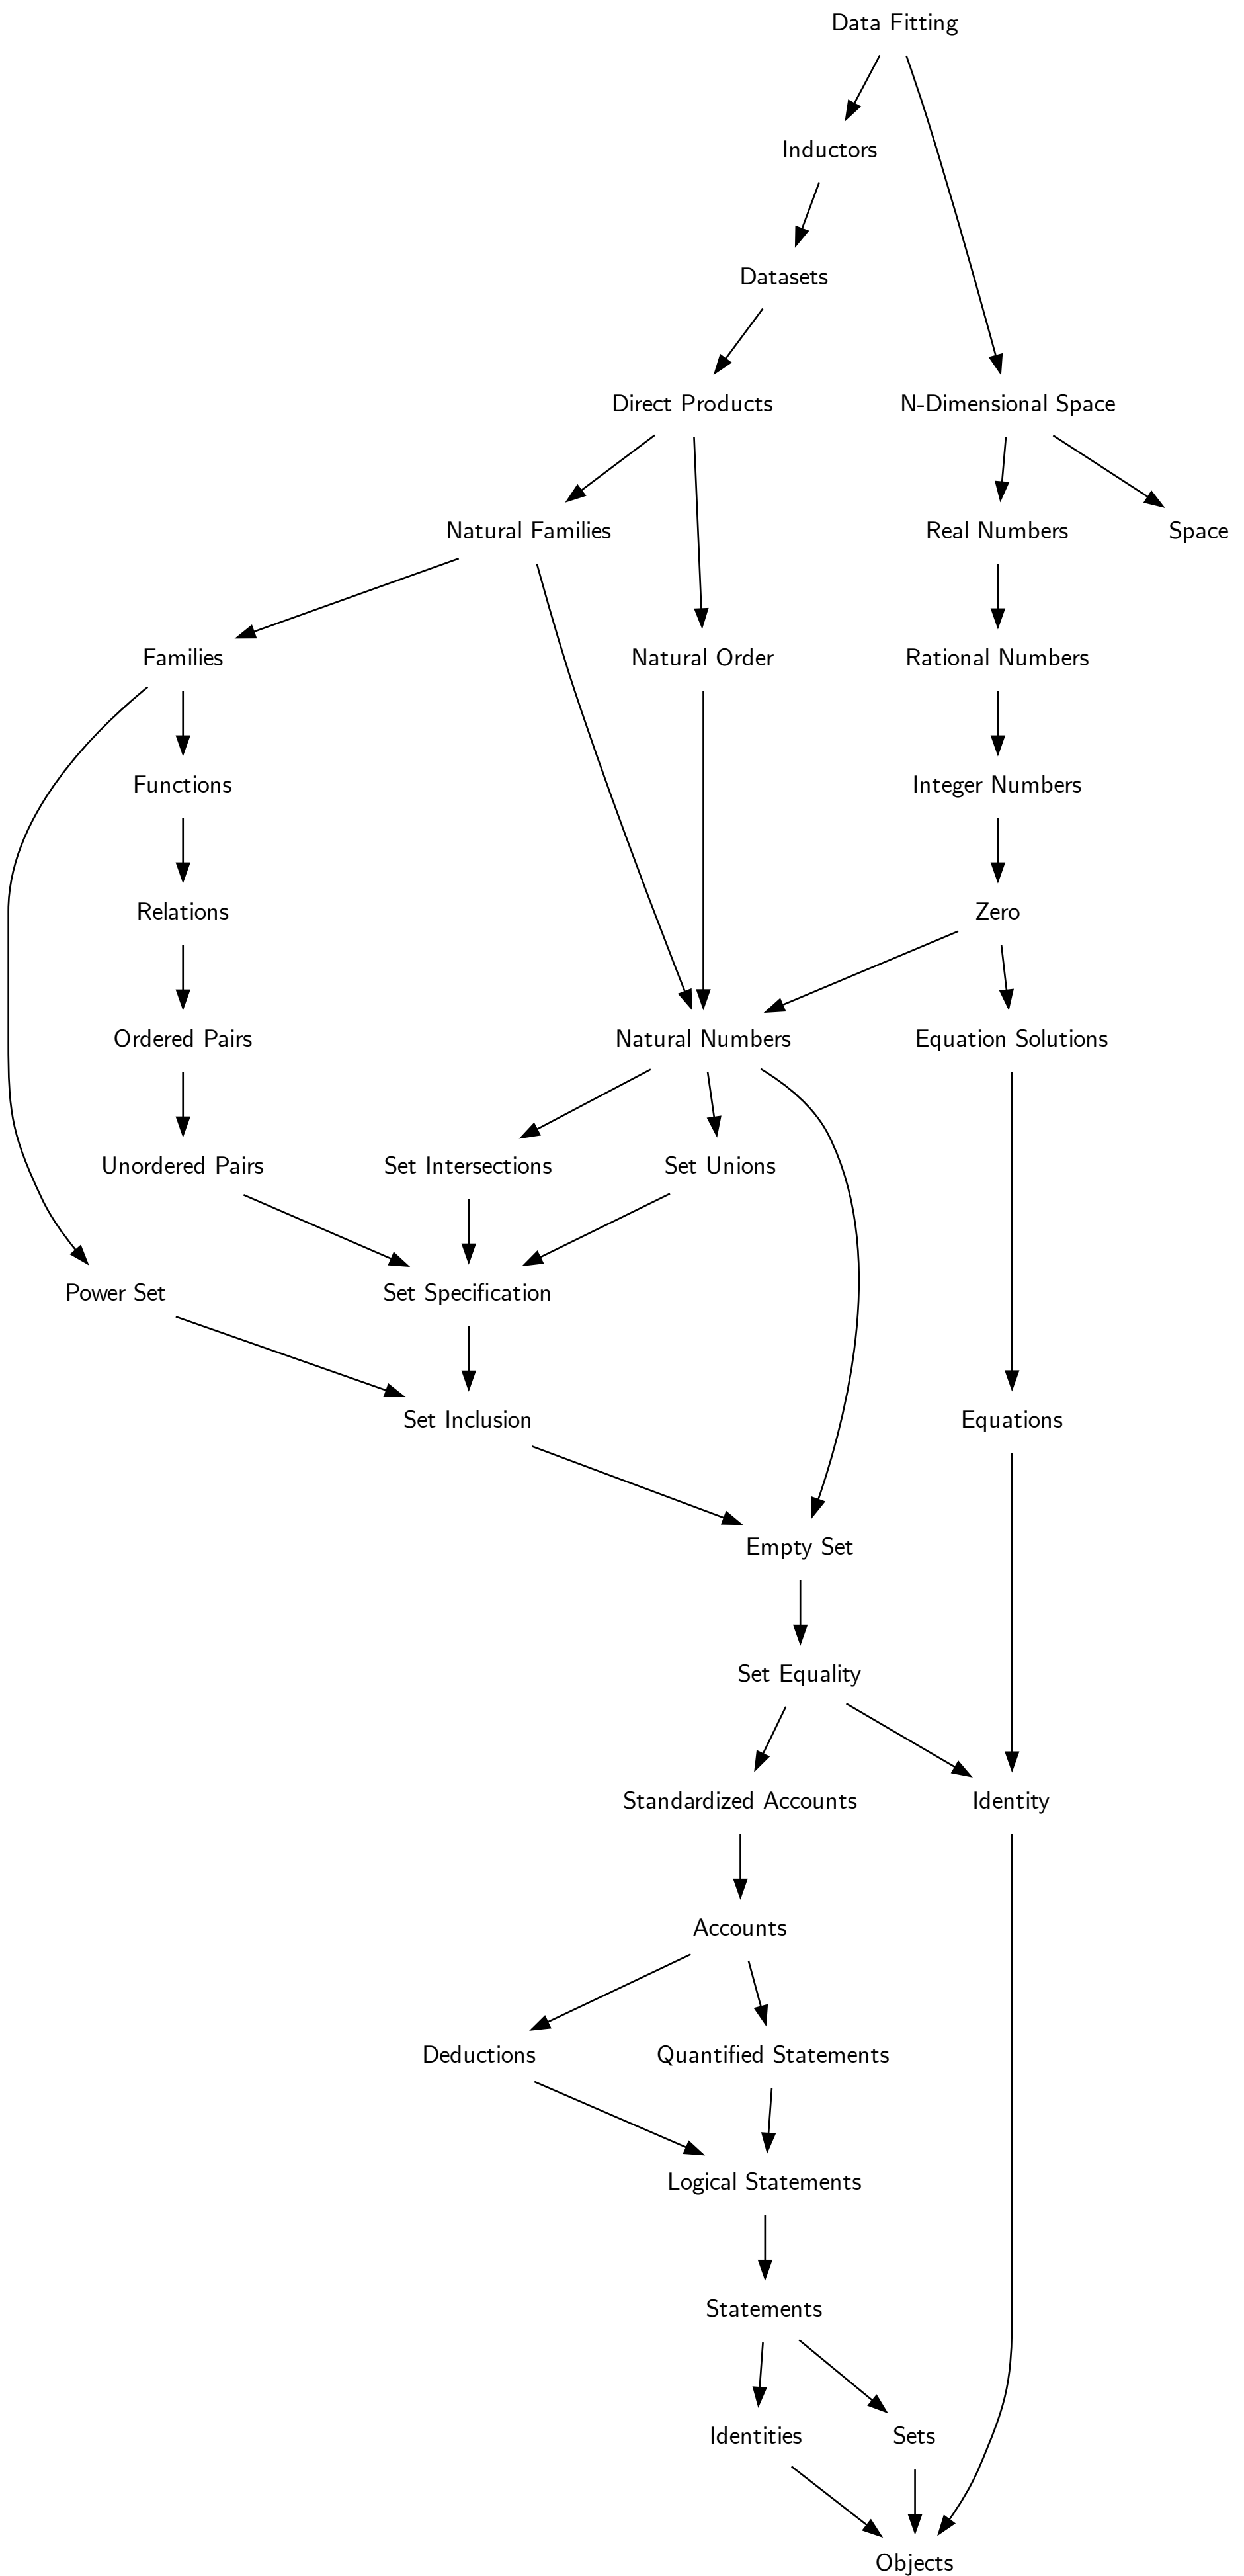 Data Fitting
Inductors
Datasets
Direct Products
N-Dimensional Space
Natural Families
Real Numbers
Space
Families
Natural Order
Rational Numbers
Functions
Integer Numbers
Relations
Zero
Ordered Pairs
Natural Numbers
Equation Solutions
Unordered Pairs
Set Intersections
Set Unions
Power Set
Set Specification
Set Inclusion
Equations
Empty Set
Set Equality
Standardized Accounts
Identity
Accounts
Deductions
Quantified Statements
Logical Statements
Statements
Identities
Sets
Objects